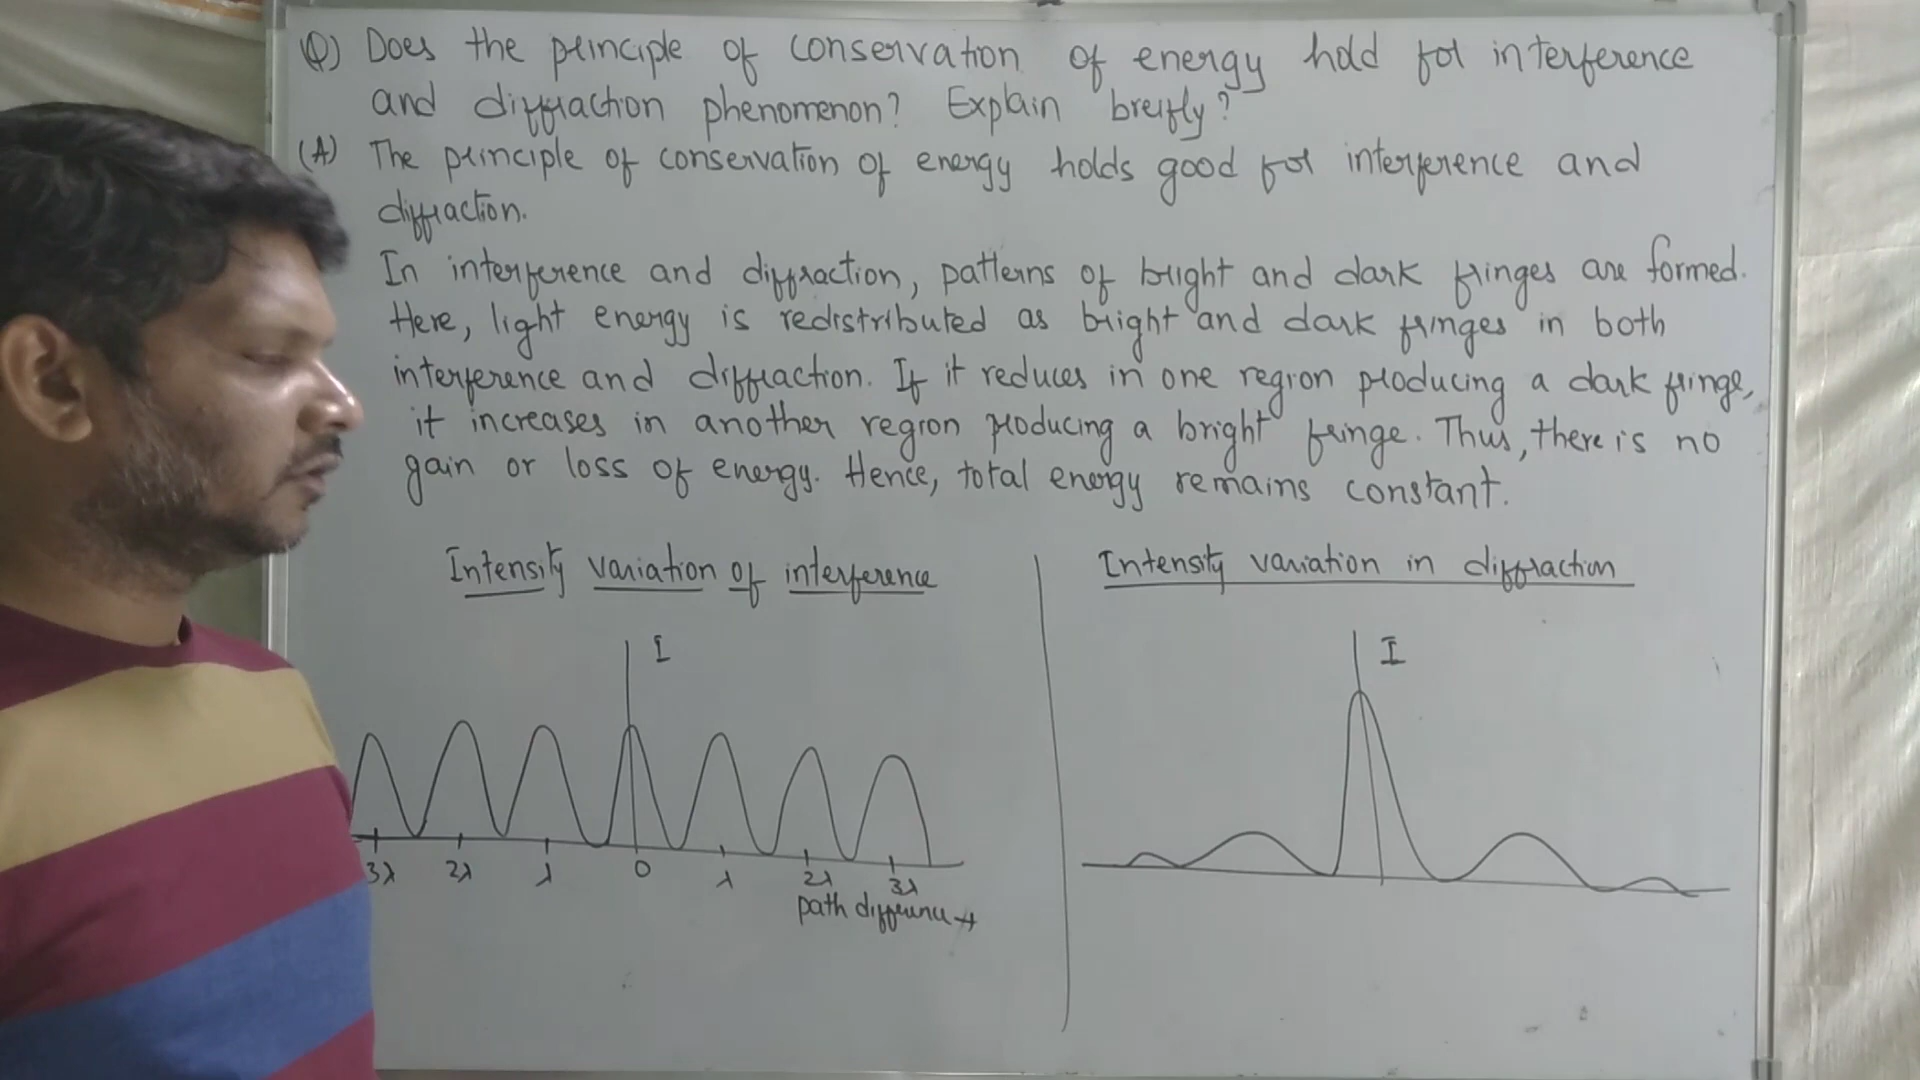 Q) Does the principle of conservation of energy hold for interference
and diffraction phenomenon? Explain breifly?
(A) The principle of conservation of energy holds good for interference and
diffraction.
In interference and diffraction, patterns of bright and dark fringes are formed.
Here, light energy is redistributed as bright and dark fringes in both
interference and diffraction. If it reduces in one region producing a dark fringe,
it increases in another region producing a bright fringe. Thus, there is no
gain or loss of energy. Hence, total energy remains constant.
Intensity variation of interference
Intensity variation in diffraction
I
I
3λ 2λ λ 0 λ 2λ 3λ
path difference →